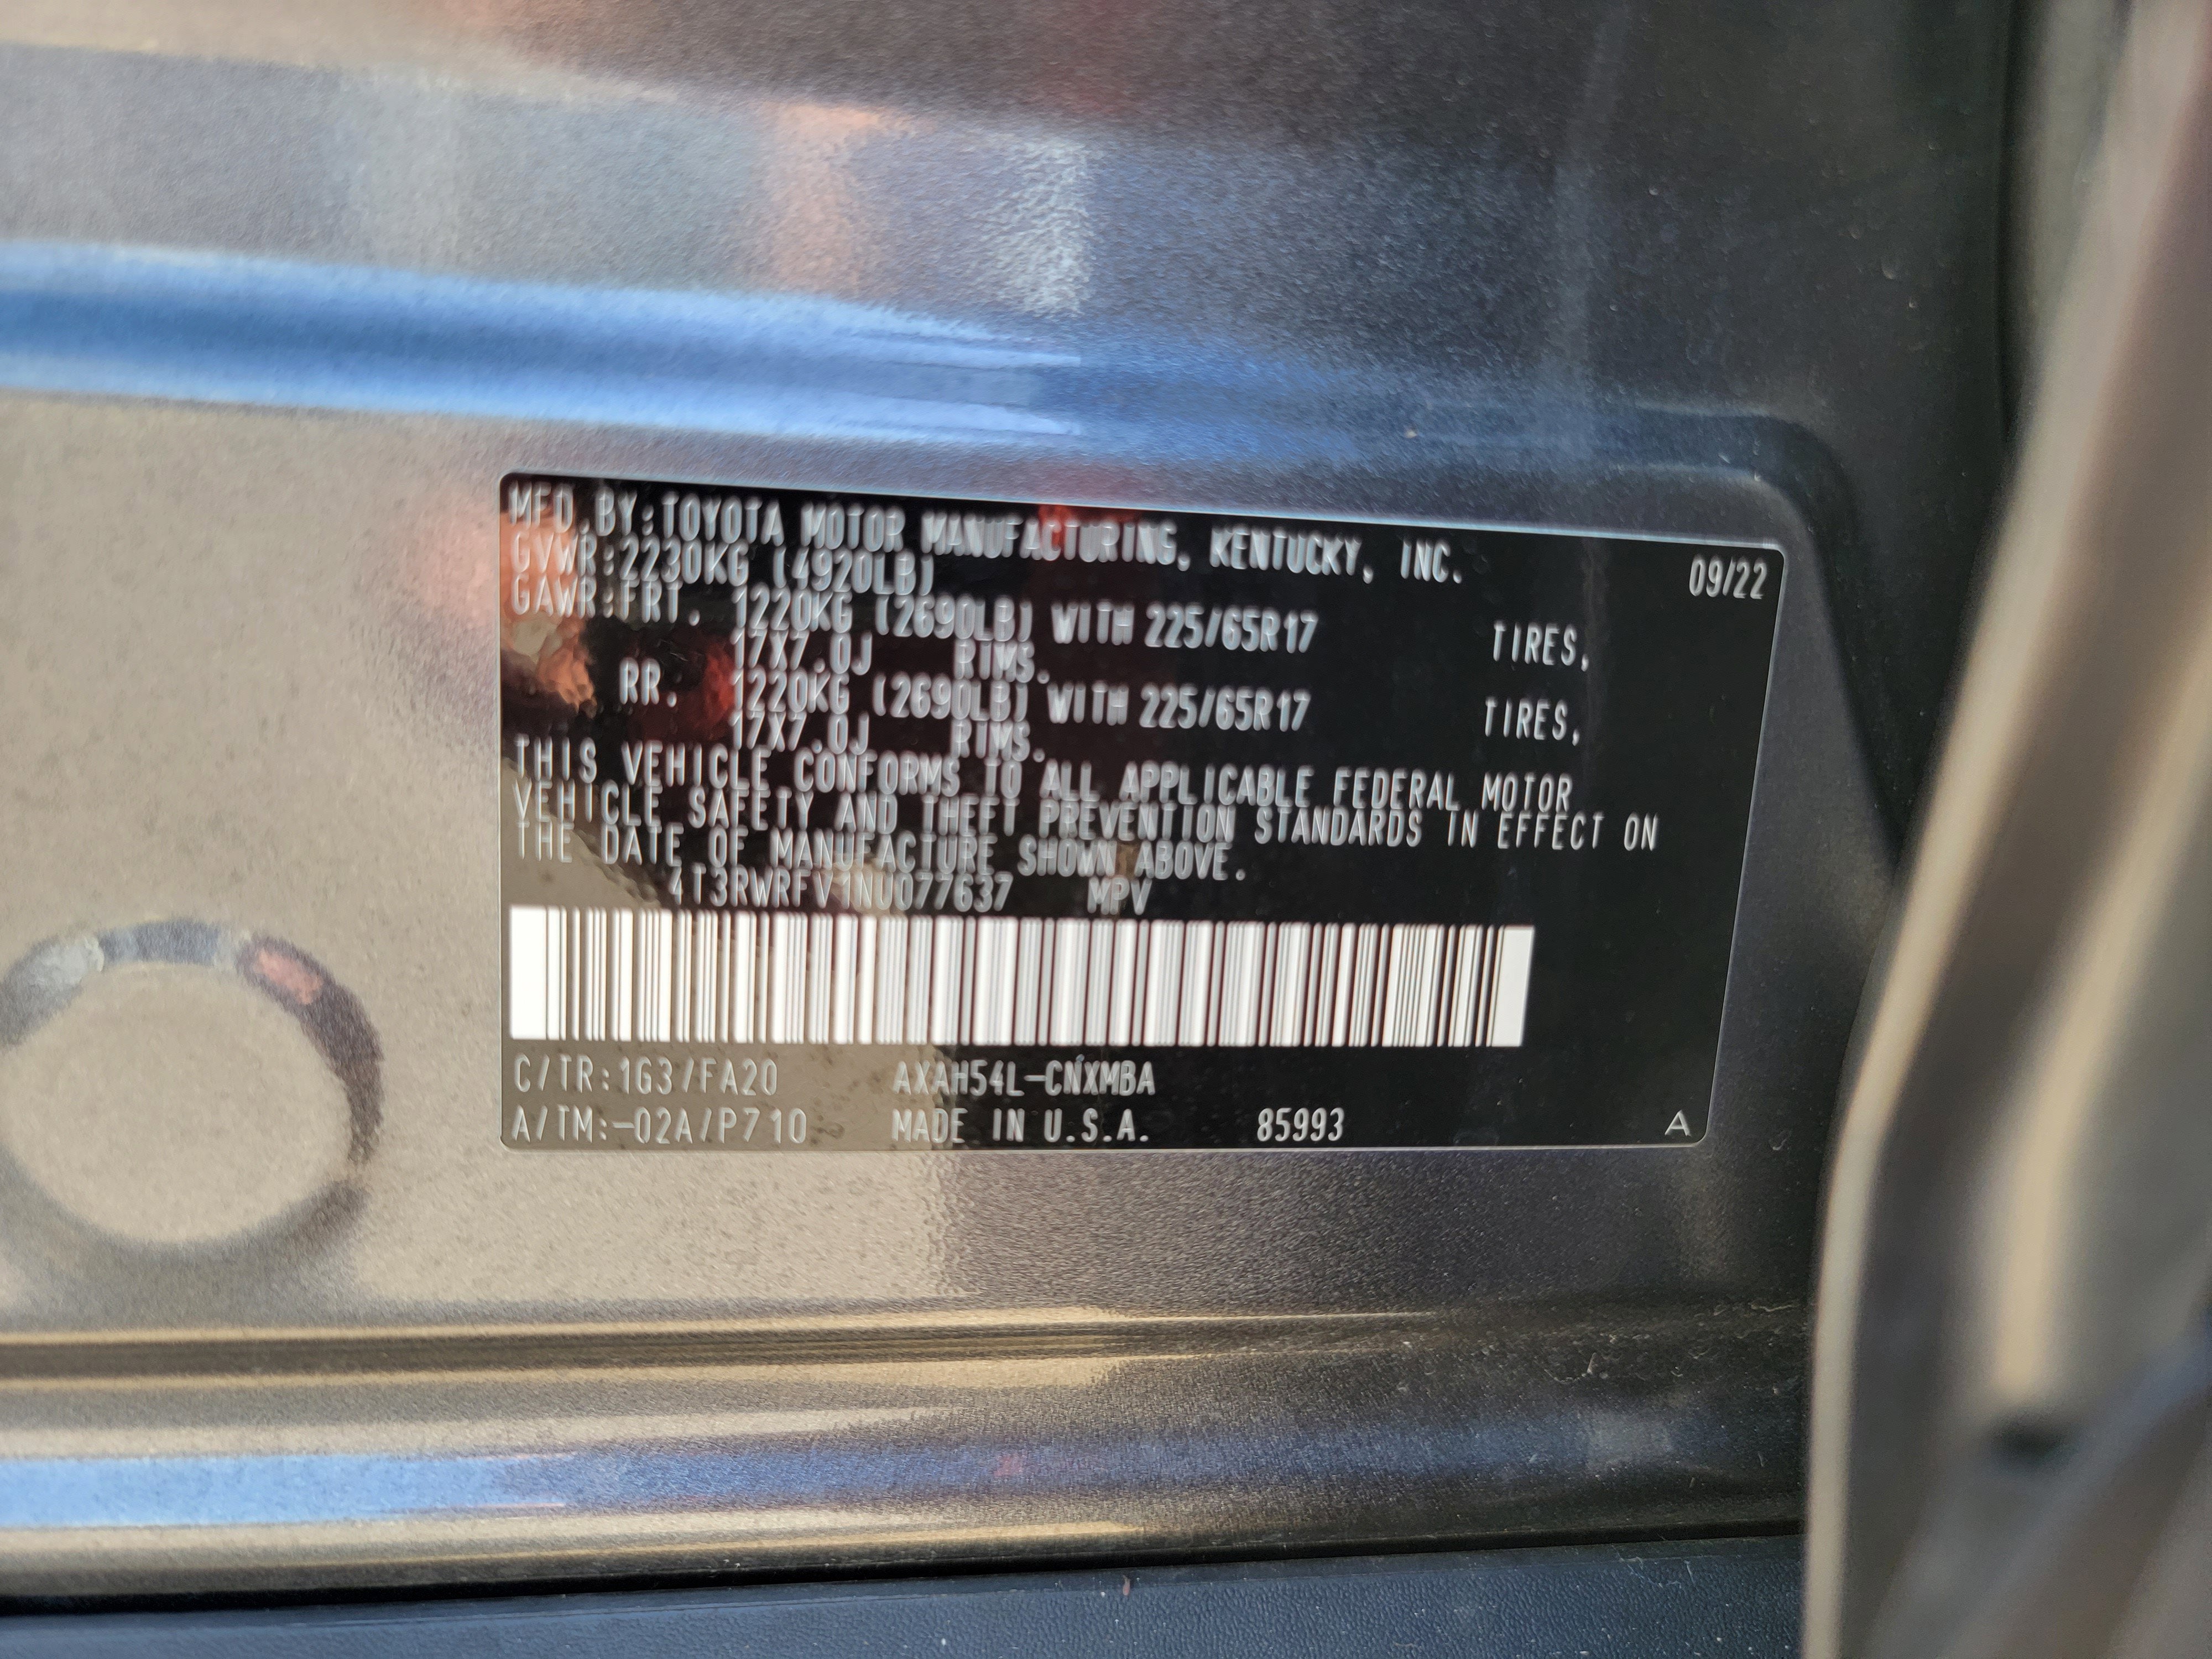 MFD.BY:TOYOTA MOTOR MANUFACTURING, KENTUCKY, INC. 09/22
GVWR:2230KG (4920LB)
GAWR:FRT. 1220KG (2690LB) WITH 225/65R17 TIRES,
17X7.0J RIMS.
RR. 1220KG (2690LB) WITH 225/65R17 TIRES,
17X7.0J RIMS.
THIS VEHICLE CONFORMS TO ALL APPLICABLE FEDERAL MOTOR
VEHICLE SAFETY AND THEFT PREVENTION STANDARDS IN EFFECT ON
THE DATE OF MANUFACTURE SHOWN ABOVE.
4T3RWRFV1NU077637 MPV
C/TR:1G3/FA20 AXAH54L-CNXMBA
A/TM:-02A/P710 MADE IN U.S.A. 85993 A